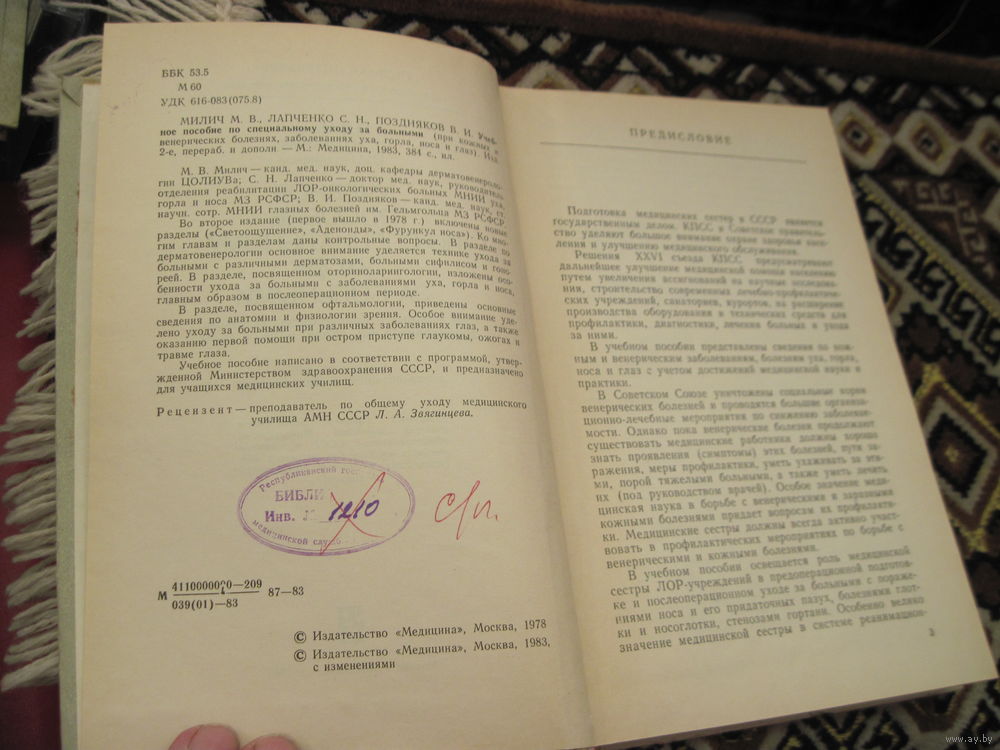 ББК 53.5
М 60
УДК 616-083(075.8)
МИЛИЧ М. В., ЛАПЧЕНКО С. Н., ПОЗДНЯКОВ В. И. Учеб-
ное пособие по специальному уходу за больными (при кожных и
венерических болезнях, заболеваниях уха, горла, носа и глаз). Изд.
2-е, перераб. и дополн — М.: Медицина, 1983, 384 с., ил.
М. В. Милич — канд. мед. наук, доц. кафедры дерматовенероло-
гии ЦОЛИУВа; С. Н. Лапченко — доктор мед. наук, руководитель
отделения реабилитации ЛОР-онкологических больных МНИИ уха,
горла и носа МЗ РСФСР; В. И. Поздняков — канд. мед. наук, ст.
научн. сотр. МНИИ глазных болезней им. Гельмгольца МЗ РСФСР.
Во второе издание (первое вышло в 1978 г.) включены новые
разделы («Светоощущение», «Аденоиды», «Фурункул носа»). Ко мно-
гим главам и разделам даны контрольные вопросы. В разделе по
дерматовенерологии основное внимание уделяется технике ухода за
больными с различными дерматозами, больными сифилисом и гоно-
реей. В разделе, посвященном оториноларингологии, изложены осо-
бенности ухода за больными с заболеваниями уха, горла и носа,
главным образом в послеоперационном периоде.
В разделе, посвященном офтальмологии, приведены основные
сведения по анатомии и физиологии зрения. Особое внимание уде-
лено уходу за больными при различных заболеваниях глаз, а также
оказанию первой помощи при остром приступе глаукомы, ожогах и
травме глаза.
Учебное пособие написано в соответствии с программой, утвер-
жденной Министерством здравоохранения СССР, и предназначено
для учащихся медицинских училищ.
Рецензент — преподаватель по общему уходу медицинского
училища АМН СССР Л. А. Звягинцева.
Республиканский гос
БИБЛИ
Инв. 1210
медицинской служ
М 4110000000—209
039(01)—83 87—83
© Издательство «Медицина», Москва, 1978
© Издательство «Медицина», Москва, 1983,
с изменениями
ПРЕДИСЛОВИЕ
Подготовка медицинских сестер в СССР является
государственным делом. КПСС и Советское правитель-
ство уделяют большое внимание охране здоровья насе-
ления и улучшению медицинского обслуживания.
Решения XXVI съезда КПСС предусматривают
дальнейшее улучшение медицинской помощи населению
путем увеличения ассигнований на научные исследова-
ния, строительство современных лечебно-профилактиче-
ских учреждений, санаториев, курортов, на расширение
производства оборудования и технических средств для
профилактики, диагностики, лечения больных и ухода
за ними.
В учебном пособии представлены сведения по кож-
ным и венерическим заболеваниям, болезням уха, горла,
носа и глаз с учетом достижений медицинской науки и
практики.
В Советском Союзе уничтожены социальные корни
венерических болезней и проводятся большие организа-
ционно-лечебные мероприятия по снижению заболевае-
мости. Однако пока венерические болезни продолжают
существовать медицинские работники должны хорошо
знать проявления (симптомы) этих болезней, пути за-
ражения, меры профилактики, уметь ухаживать за эти-
ми, порой тяжелыми больными, а также уметь лечить
их (под руководством врачей). Особое значение меди-
цинская наука в борьбе с венерическими и заразными
кожными болезнями придает вопросам их профилакти-
ки. Медицинские сестры должны всегда активно участ-
вовать в профилактических мероприятиях по борьбе с
венерическими и кожными болезнями.
В учебном пособии освещается роль медицинской
сестры ЛОР-учреждений в предоперационной подготов-
ке и послеоперационном уходе за больными с пораже-
ниями носа и его придаточных пазух, болезнями глот-
ки и носоглотки, стенозами гортани. Особенно велико
значение медицинской сестры в системе реанимацион-
3
www.ay.by